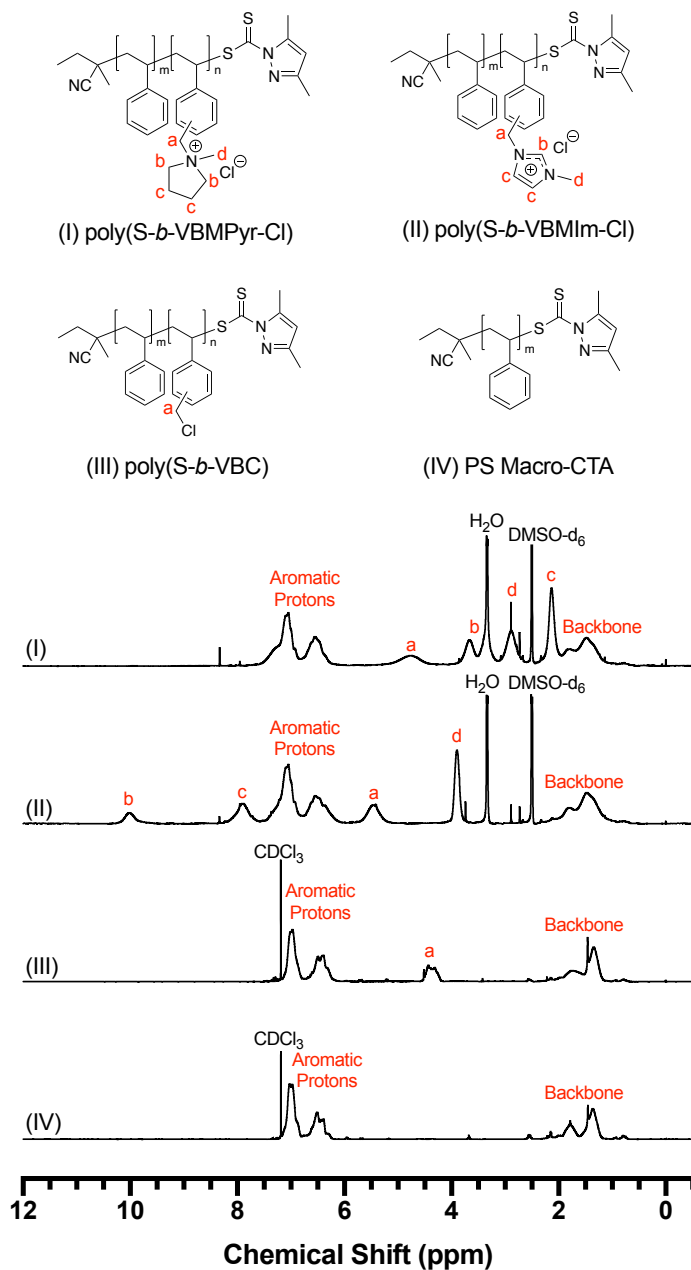 S
NC
m
n
S
N
N
a
N
⊕
d
b
Cl⊖
b
c
c
(I) poly(S-b-VBMPyr-Cl)
S
NC
m
n
S
N
N
a
N
b
Cl⊖
⊕
c
N
d
c
(II) poly(S-b-VBMIm-Cl)
S
NC
m
n
S
N
N
a
Cl
(III) poly(S-b-VBC)
S
NC
m
S
N
N
(IV) PS Macro-CTA
H2O
DMSO-d6
Aromatic
Protons
c
d
b
Backbone
a
(I)
H2O
DMSO-d6
Aromatic
Protons
d
Backbone
b
c
a
(II)
CDCl3
Aromatic
Protons
Backbone
a
(III)
CDCl3
Aromatic
Protons
Backbone
(IV)
12 10 8 6 4 2 0
Chemical Shift (ppm)